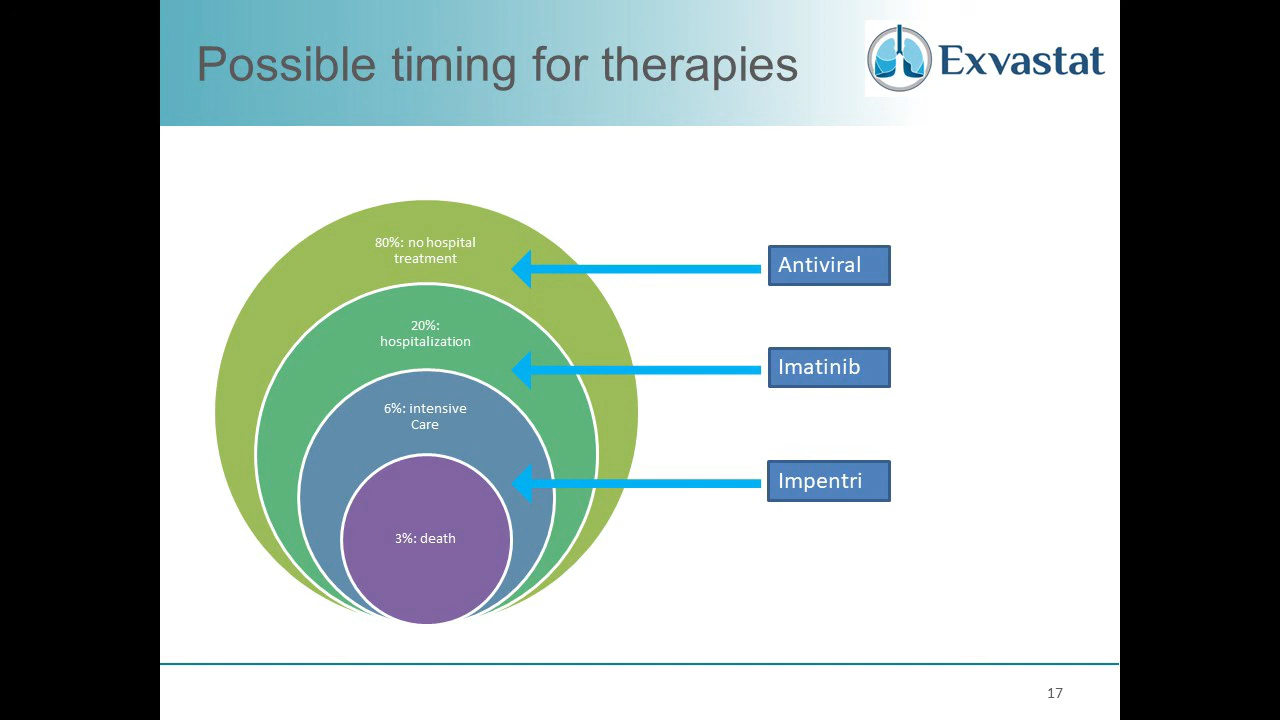 Possible timing for therapies
Exvastat
80%: no hospital
treatment
Antiviral
20%:
hospitalization
Imatinib
6%: intensive
Care
Impentri
3%: death
17